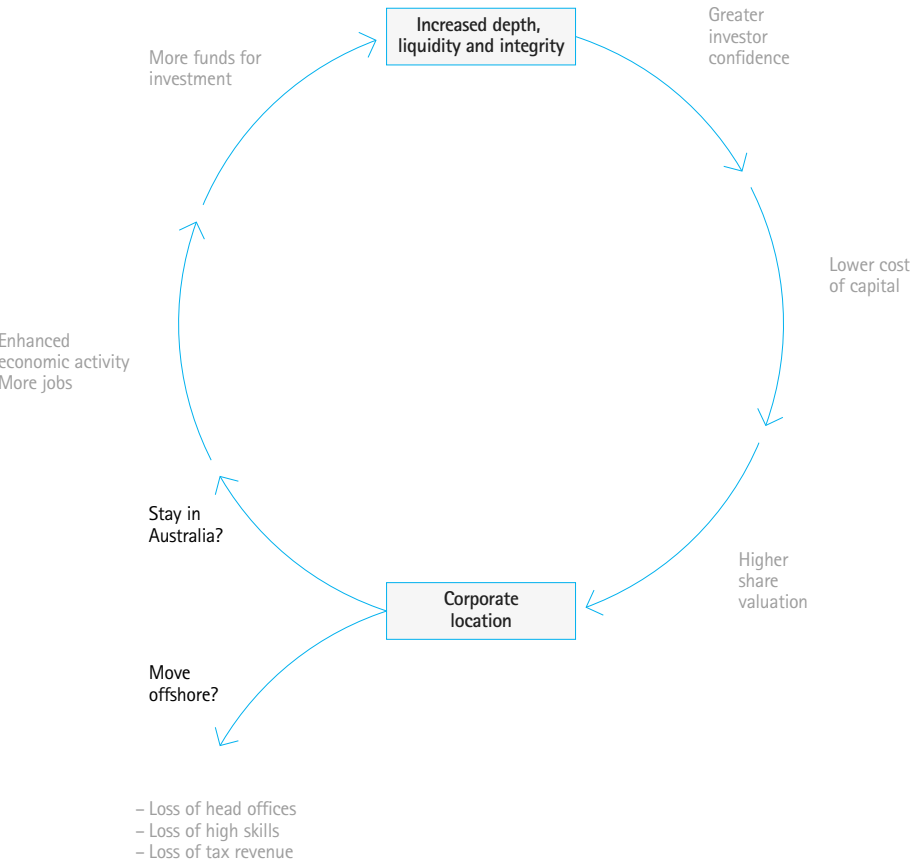 Increased depth,
liquidity and integrity
Greater
investor
confidence
Lower cost
of capital
Higher
share
valuation
Corporate
location
Stay in
Australia?
Move
offshore?
– Loss of head offices
– Loss of high skills
– Loss of tax revenue
Enhanced
economic activity
More jobs
More funds for
investment